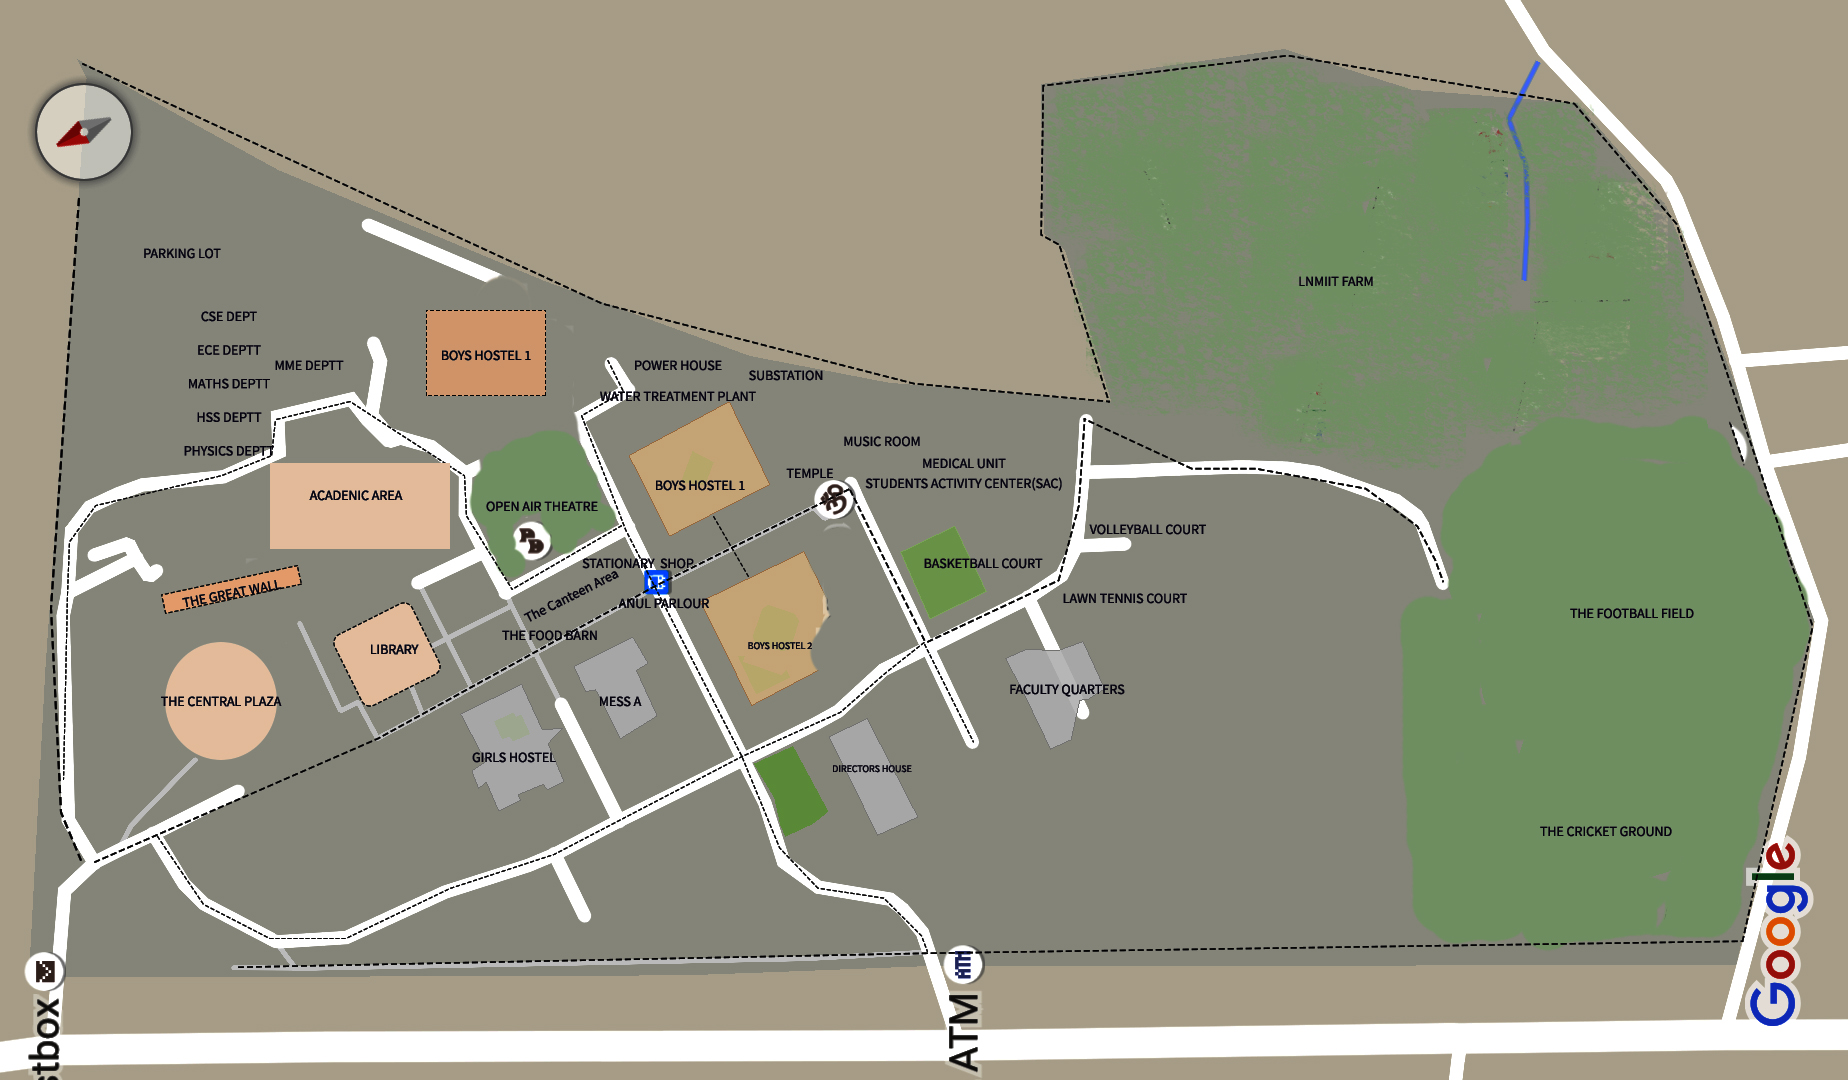 PARKING LOT
LNMIIT FARM
CSE DEPT
ECE DEPTT
BOYS HOSTEL 1
MME DEPTT
POWER HOUSE
SUBSTATION
MATHS DEPTT
WATER TREATMENT PLANT
HSS DEPTT
MUSIC ROOM
PHYSICS DEPTT
MEDICAL UNIT
TEMPLE
STUDENTS ACTIVITY CENTER(SAC)
BOYS HOSTEL 1
ACADENIC AREA
OPEN AIR THEATRE
VOLLEYBALL COURT
STATIONARY SHOP
BASKETBALL COURT
The Canteen Area
THE GREAT WALL
LAWN TENNIS COURT
ANUL PARLOUR
THE FOOTBALL FIELD
THE FOOD BARN
BOYS HOSTEL 2
LIBRARY
FACULTY QUARTERS
THE CENTRAL PLAZA
MESS A
GIRLS HOSTEL
DIRECTORS HOUSE
THE CRICKET GROUND
Google
ATM
ATM
stbox